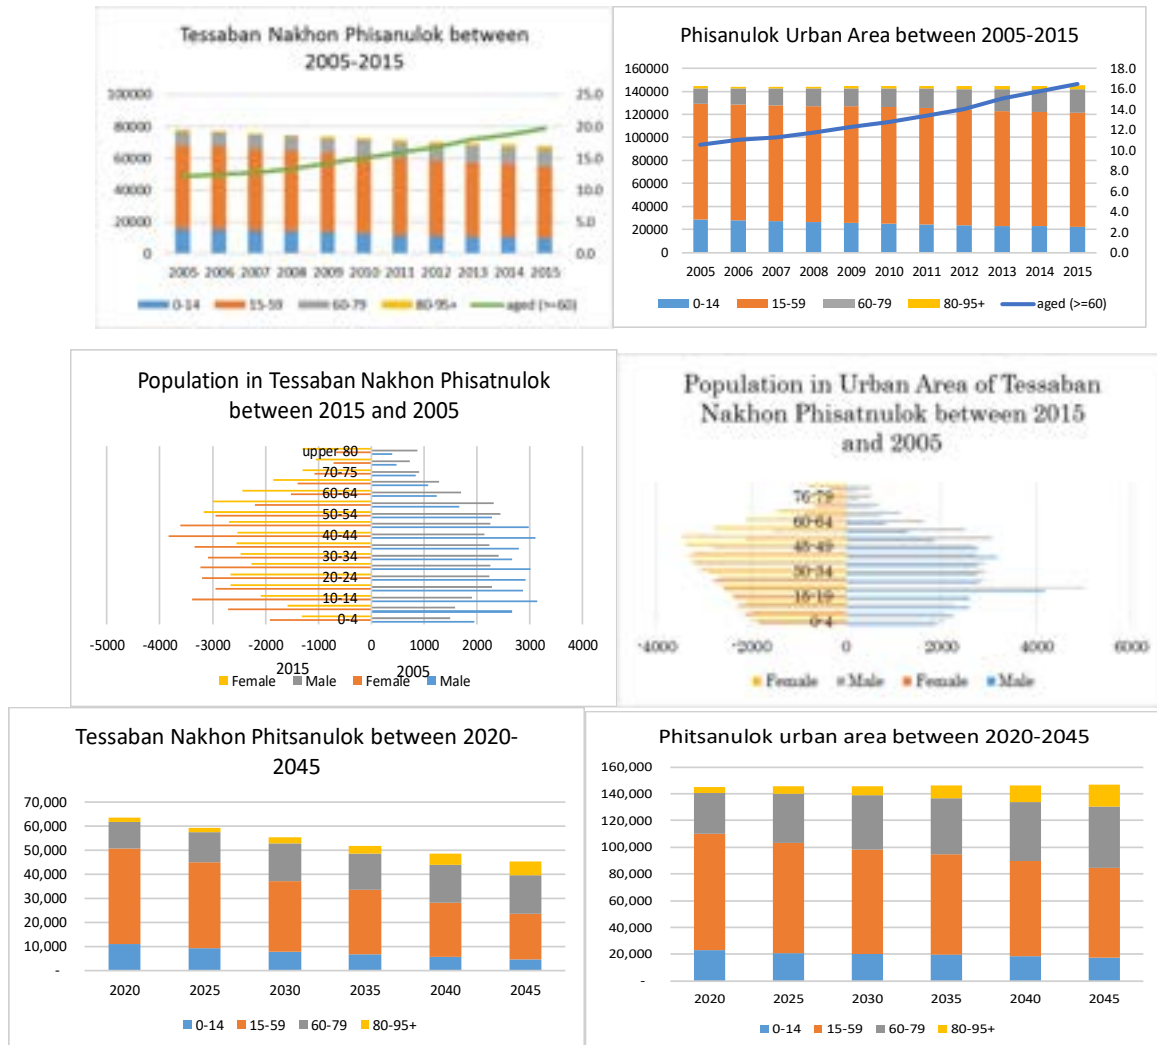 Tessaban Nakhon Phisanulok between
2005-2015
100000
80000
60000
40000
20000
0
25.0
20.0
15.0
10.0
5.0
0.0
2005 2006 2007 2008 2009 2010 2011 2012 2013 2014 2015
0-14 15-59 60-79 80-95+ aged (>=60)
Phisanulok Urban Area between 2005-2015
160000
140000
120000
100000
80000
60000
40000
20000
0
18.0
16.0
14.0
12.0
10.0
8.0
6.0
4.0
2.0
0.0
2005 2006 2007 2008 2009 2010 2011 2012 2013 2014 2015
0-14 15-59 60-79 80-95+ aged (>=60)
Population in Tessaban Nakhon Phisatnulok
between 2015 and 2005
upper 80
70-75
60-64
50-54
40-44
30-34
20-24
10-14
0-4
-5000 -4000 -3000 -2000 -1000 0 1000 2000 3000 4000
2015 2005
Female Male Female Male
Population in Urban Area of Tessaban
Nakhon Phisatnulok between 2015
and 2005
76-79
60-64
45-49
30-34
15-19
0-4
-4000 -2000 0 2000 4000 6000
Female Male Female Male
Tessaban Nakhon Phitsanulok between 2020-
2045
70,000
60,000
50,000
40,000
30,000
20,000
10,000
-
2020 2025 2030 2035 2040 2045
0-14 15-59 60-79 80-95+
Phitsanulok urban area between 2020-2045
160,000
140,000
120,000
100,000
80,000
60,000
40,000
20,000
-
2020 2025 2030 2035 2040 2045
0-14 15-59 60-79 80-95+